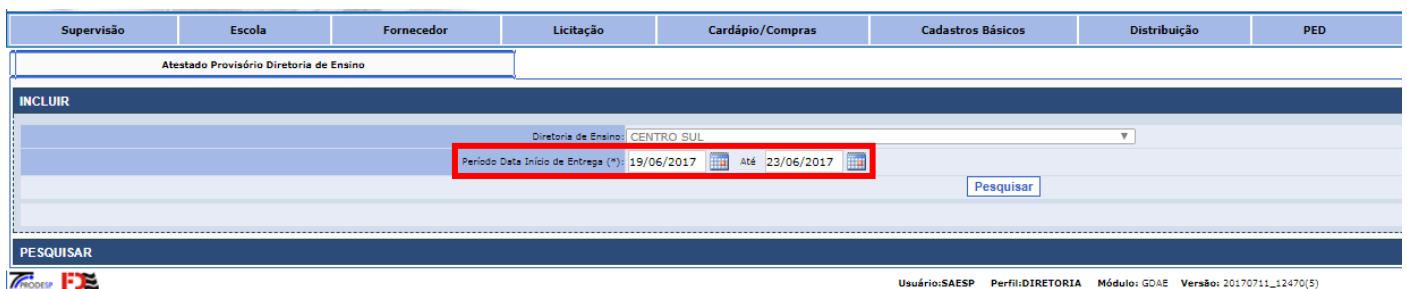 Supervisão Escola Fornecedor Licitação Cardápio/Compras Cadastros Básicos Distribuição PED
Atestado Provisório Diretoria de Ensino
INCLUIR
Diretoria de Ensino: CENTRO SUL
Período Data Início de Entrega (*): 19/06/2017 Até 23/06/2017
Pesquisar
PESQUISAR
PRODESP FDE
Usuário:SAESP Perfil:DIRETORIA Módulo: GDAE Versão: 20170711_12470(5)